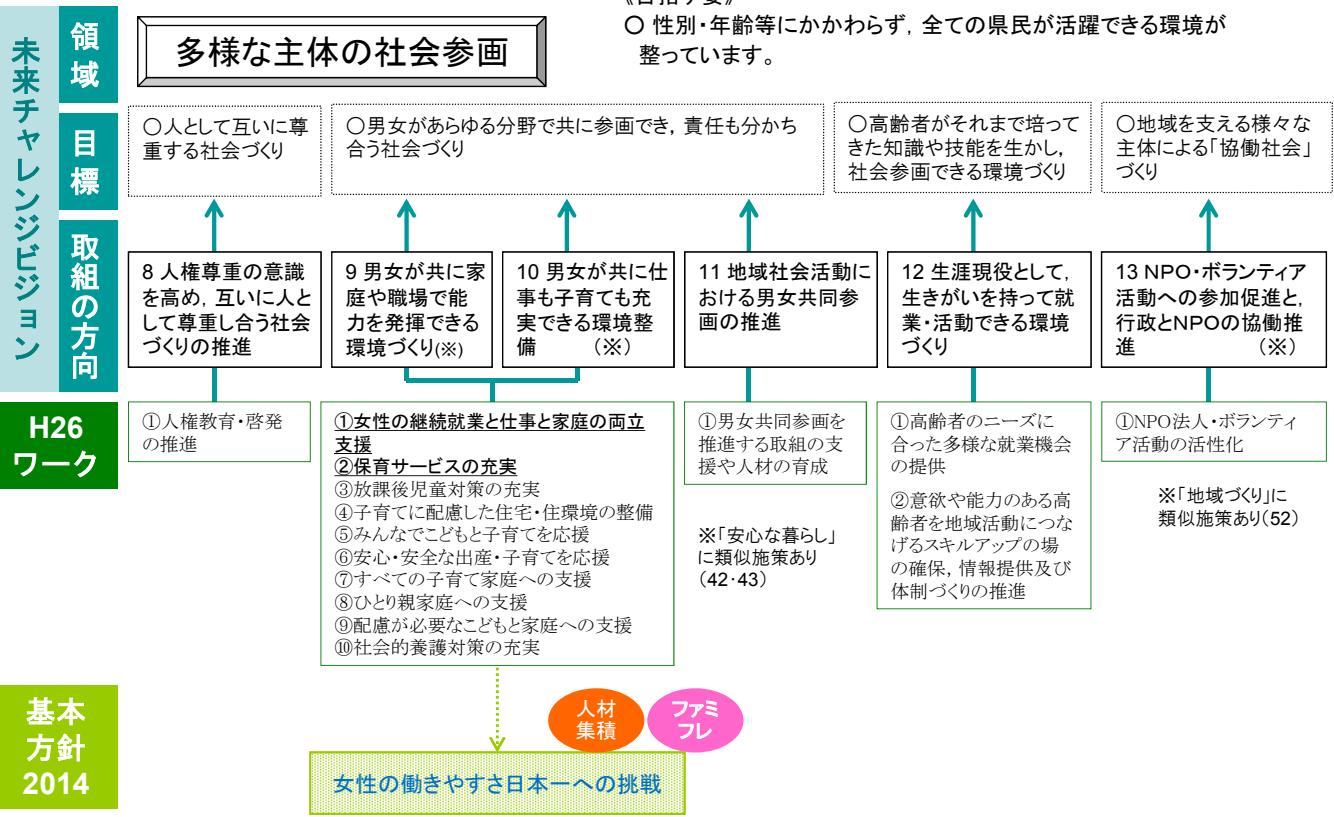 未来チャレンジビジョン
領域
多様な主体の社会参画
○ 性別・年齢等にかかわらず，全ての県民が活躍できる環境が
整っています。
目標
○人として互いに尊
重する社会づくり
○男女があらゆる分野で共に参画でき，責任も分かち
合う社会づくり
○高齢者がそれまで培って
きた知識や技能を生かし，
社会参画できる環境づくり
○地域を支える様々な
主体による「協働社会」
づくり
取組の方向
8 人権尊重の意識
を高め，互いに人と
して尊重し合う社会
づくりの推進
9 男女が共に家
庭や職場で能
力を発揮できる
環境づくり(※)
10 男女が共に仕
事も子育ても充
実できる環境整
備　　（※）
11 地域社会活動に
おける男女共同参
画の推進
12 生涯現役として，
生きがいを持って就
業・活動できる環境
づくり
13 NPO・ボランティア
活動への参加促進と，
行政とNPOの協働推
進　　　　（※）
H26
ワーク
①人権教育・啓発
の推進
①女性の継続就業と仕事と家庭の両立
支援
②保育サービスの充実
③放課後児童対策の充実
④子育てに配慮した住宅・住環境の整備
⑤みんなでこどもと子育てを応援
⑥安心・安全な出産・子育てを応援
⑦すべての子育て家庭への支援
⑧ひとり親家庭への支援
⑨配慮が必要なこどもと家庭への支援
⑩社会的養護対策の充実
①男女共同参画を
推進する取組の支
援や人材の育成
※「安心な暮らし」
に類似施策あり
（42・43）
①高齢者のニーズに
合った多様な就業機会
の提供
②意欲や能力のある高
齢者を地域活動につな
げるスキルアップの場
の確保，情報提供及び
体制づくりの推進
①NPO法人・ボランティ
ア活動の活性化
※「地域づくり」に
類似施策あり（52）
基本
方針
2014
人材
集積
ファミ
フレ
女性の働きやすさ日本一への挑戦